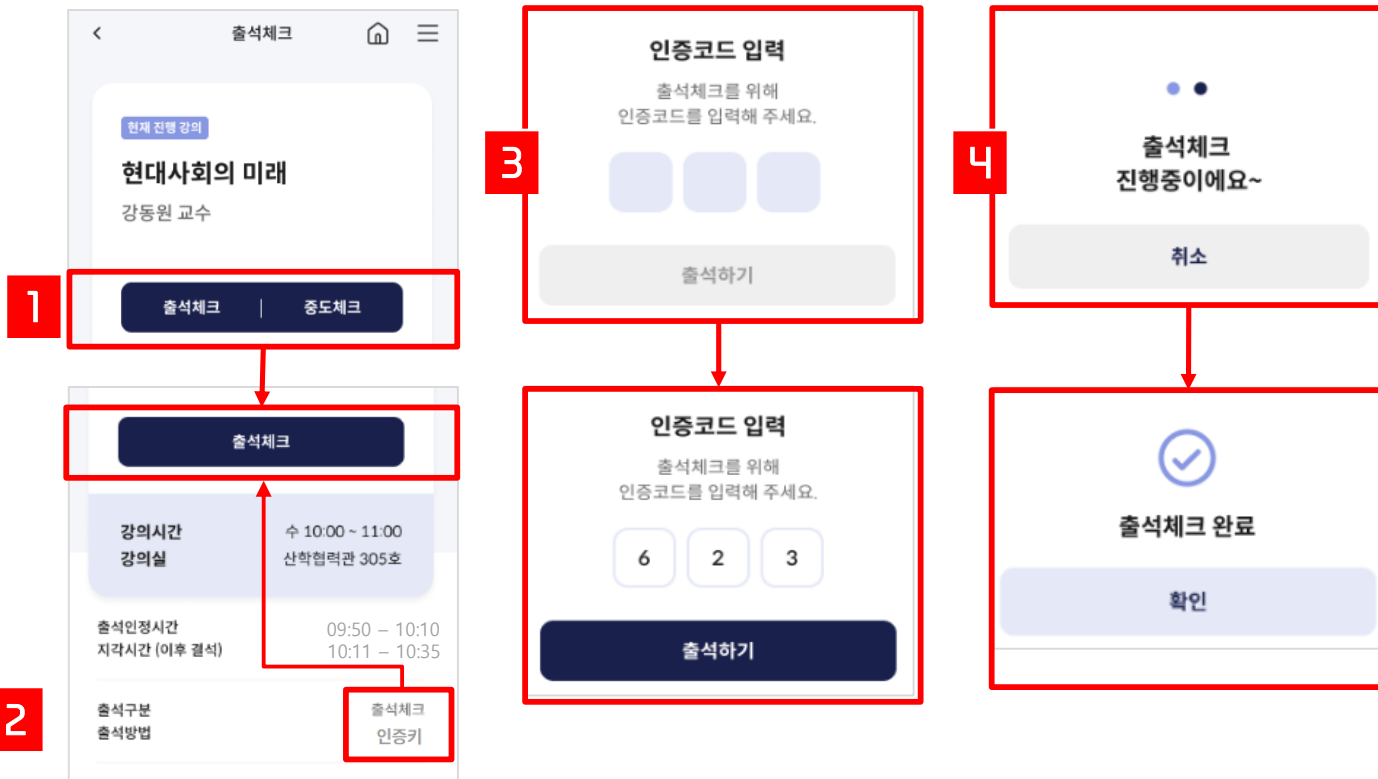 출석체크
현재 진행 강의
현대사회의 미래
강동원 교수
1
출석체크 | 중도체크
출석체크
강의시간 수 10:00 ~ 11:00
강의실 산학협력관 305호
출석인정시간 09:50 – 10:10
지각시간 (이후 결석) 10:11 – 10:35
2
출석구분 출석체크
출석방법 인증키
3
인증코드 입력
출석체크를 위해
인증코드를 입력해 주세요.
출석하기
인증코드 입력
출석체크를 위해
인증코드를 입력해 주세요.
6 2 3
출석하기
4
출석체크
진행중이에요~
취소
출석체크 완료
확인